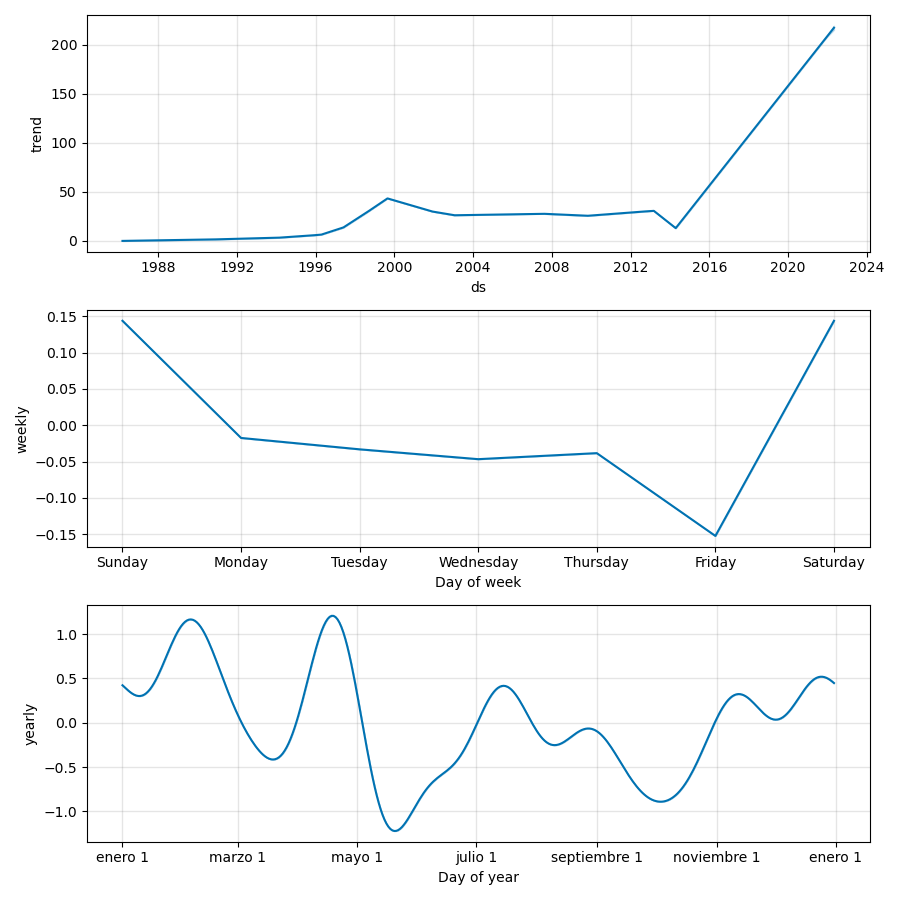 200
150
100
50
0
trend
1988 1992 1996 2000 2004 2008 2012 2016 2020 2024
ds
0.15
0.10
0.05
0.00
−0.05
−0.10
−0.15
weekly
Sunday Monday Tuesday Wednesday Thursday Friday Saturday
Day of week
1.0
0.5
0.0
−0.5
−1.0
yearly
enero 1 marzo 1 mayo 1 julio 1 septiembre 1 noviembre 1 enero 1
Day of year